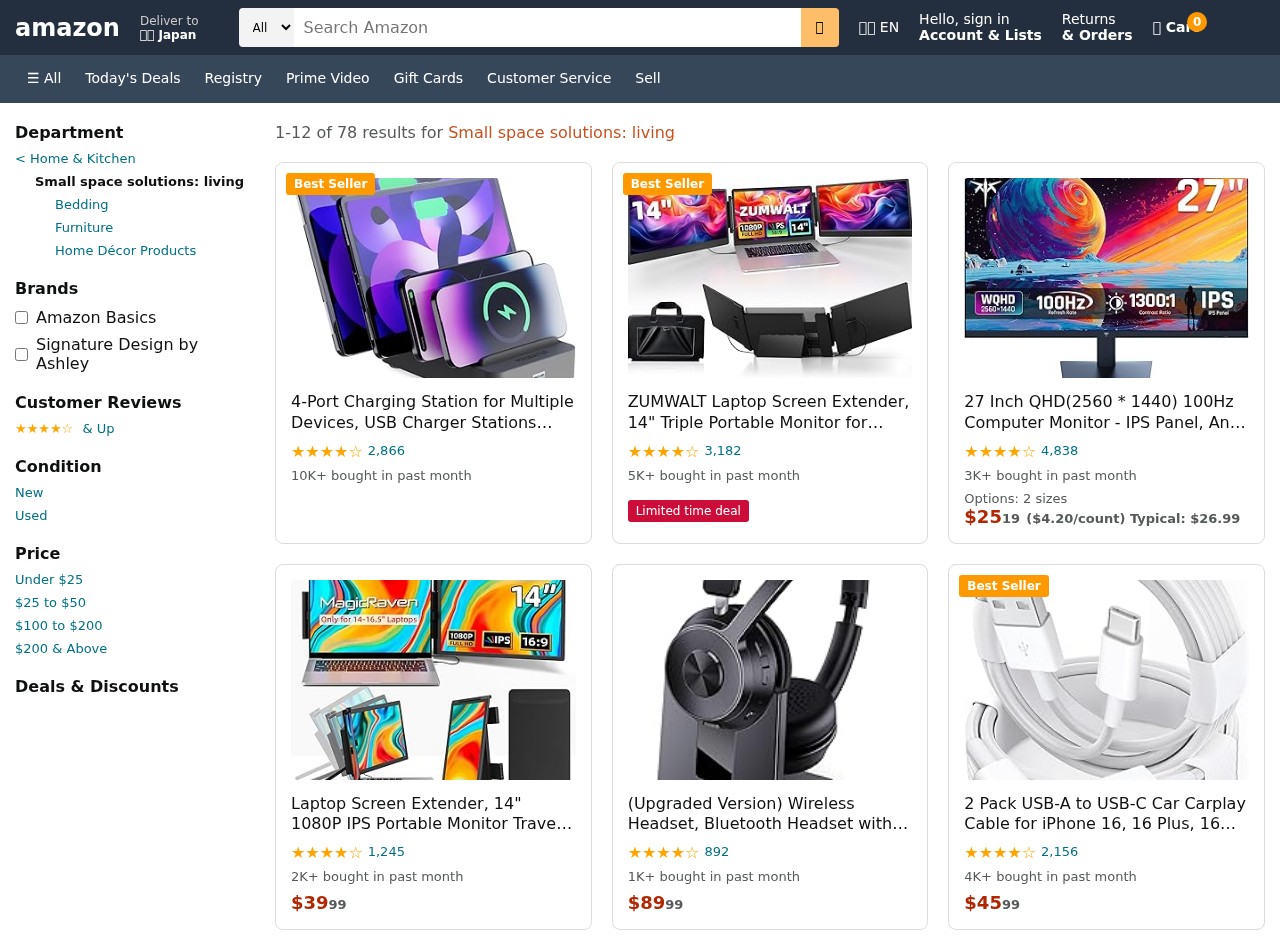 amazon
Deliver to
Japan
All
Search Amazon
EN
Hello, sign in
Account & Lists
Returns
& Orders
0
☰ All
Today's Deals
Registry
Prime Video
Gift Cards
Customer Service
Sell
Department
< Home & Kitchen
Small space solutions: living
Bedding
Furniture
Home Décor Products
Brands
Amazon Basics
Signature Design by
Ashley
Customer Reviews
★★★★☆ & Up
Condition
New
Used
Price
Under $25
$25 to $50
$100 to $200
$200 & Above
Deals & Discounts
1-12 of 78 results for Small space solutions: living
Best Seller
4-Port Charging Station for Multiple
Devices, USB Charger Stations…
★★★★☆ 2,866
10K+ bought in past month
Best Seller
14"
ZUMWALT
1080P
FULL HD
IPS
14"
ZUMWALT Laptop Screen Extender,
14" Triple Portable Monitor for…
★★★★☆ 3,182
5K+ bought in past month
Limited time deal
27"
WQHD
2560×1440
100Hz
Refresh Rate
1300:1
Contrast Ratio
IPS
IPS Panel
27 Inch QHD(2560 * 1440) 100Hz
Computer Monitor - IPS Panel, An…
★★★★☆ 4,838
3K+ bought in past month
Options: 2 sizes
$2519 ($4.20/count) Typical: $26.99
MagicRaven
Only for 14-16.5" Laptops
14"
1080P
FULL HD
IPS
16:9
Laptop Screen Extender, 14"
1080P IPS Portable Monitor Trave…
★★★★☆ 1,245
2K+ bought in past month
$3999
(Upgraded Version) Wireless
Headset, Bluetooth Headset with…
★★★★☆ 892
1K+ bought in past month
$8999
Best Seller
2 Pack USB-A to USB-C Car Carplay
Cable for iPhone 16, 16 Plus, 16…
★★★★☆ 2,156
4K+ bought in past month
$4599